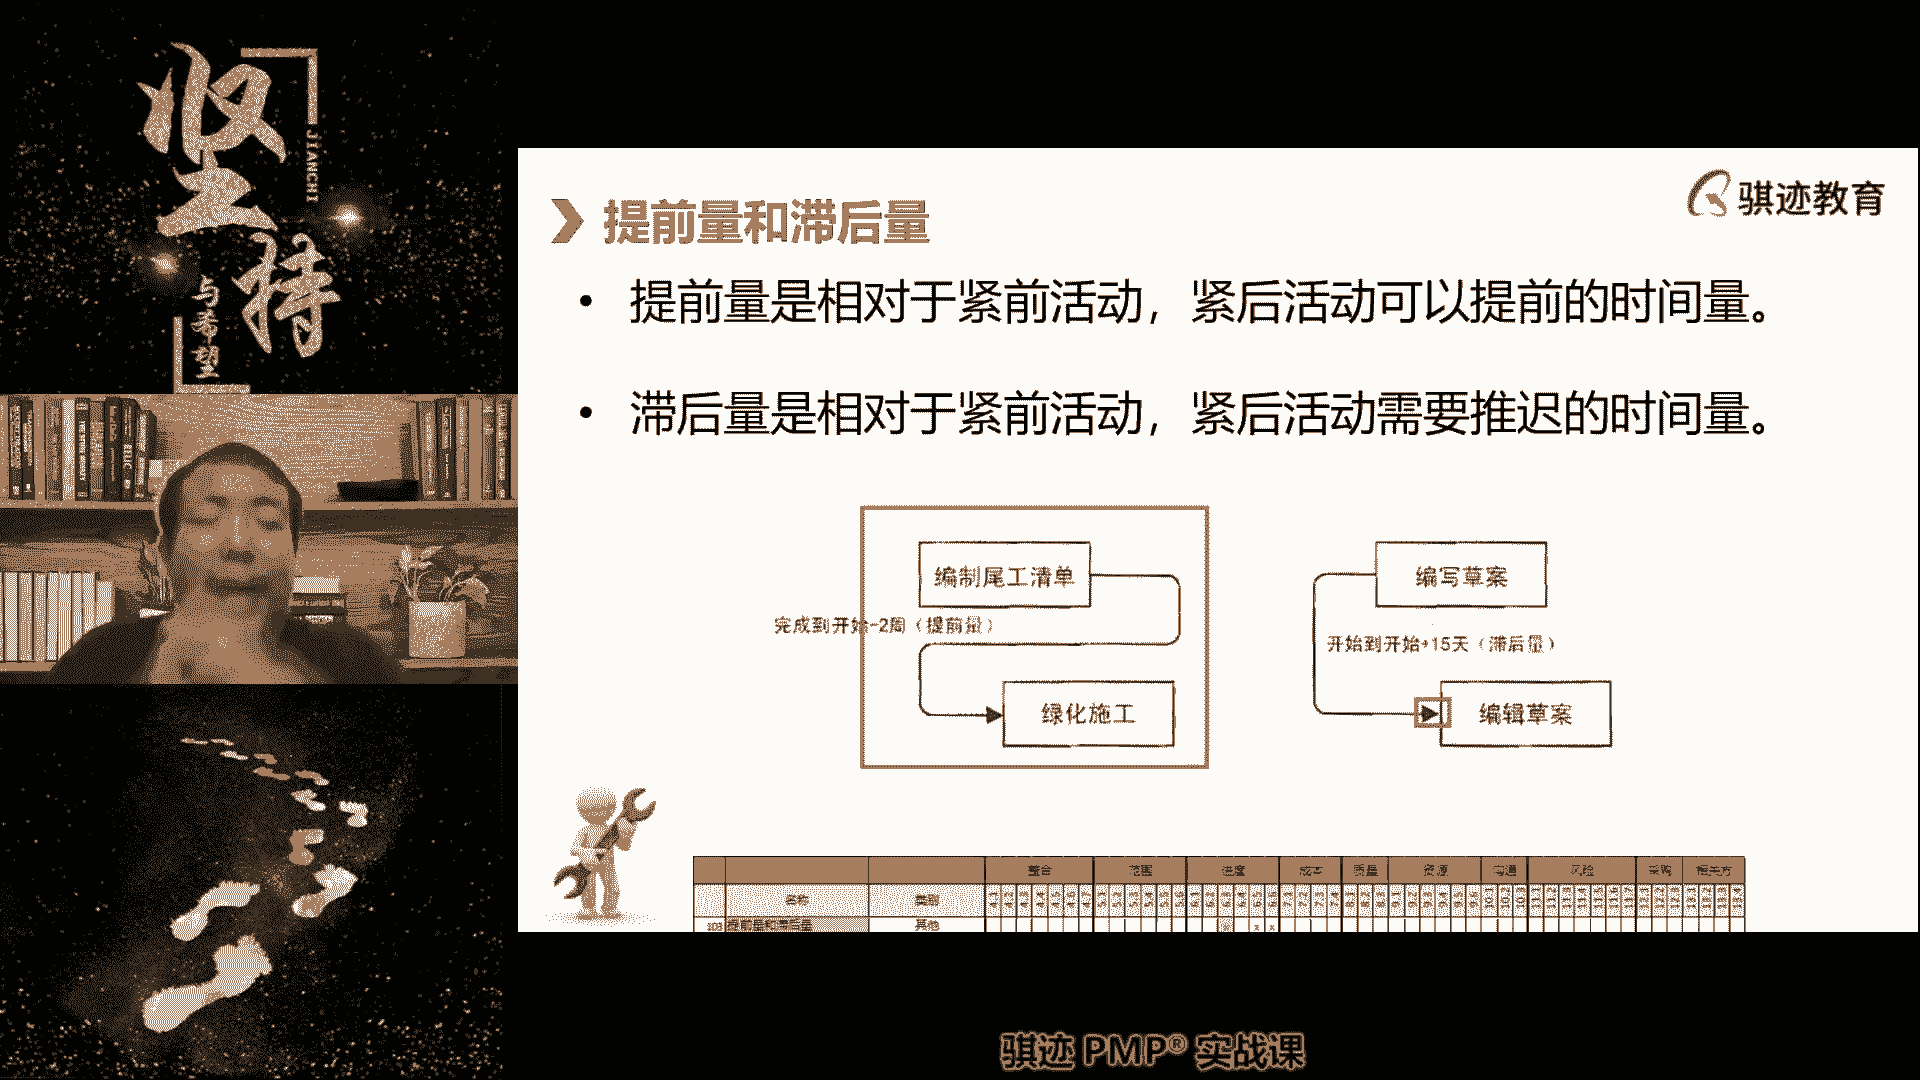 坚持
JIANCHI
与希望
骐迹教育
提前量和滞后量
• 提前量是相对于紧前活动，紧后活动可以提前的时间量。
• 滞后量是相对于紧前活动，紧后活动需要推迟的时间量。
编制尾工清单
完成到开始-2周（提前量）
绿化施工
编写草案
开始到开始+15天（滞后量）
编辑草案
整合 范围 进度 成本 质量 资源 沟通 风险 采购 相关方
名称 类别
103 提前量和滞后量 其他 x x
骐迹 PMP® 实战课